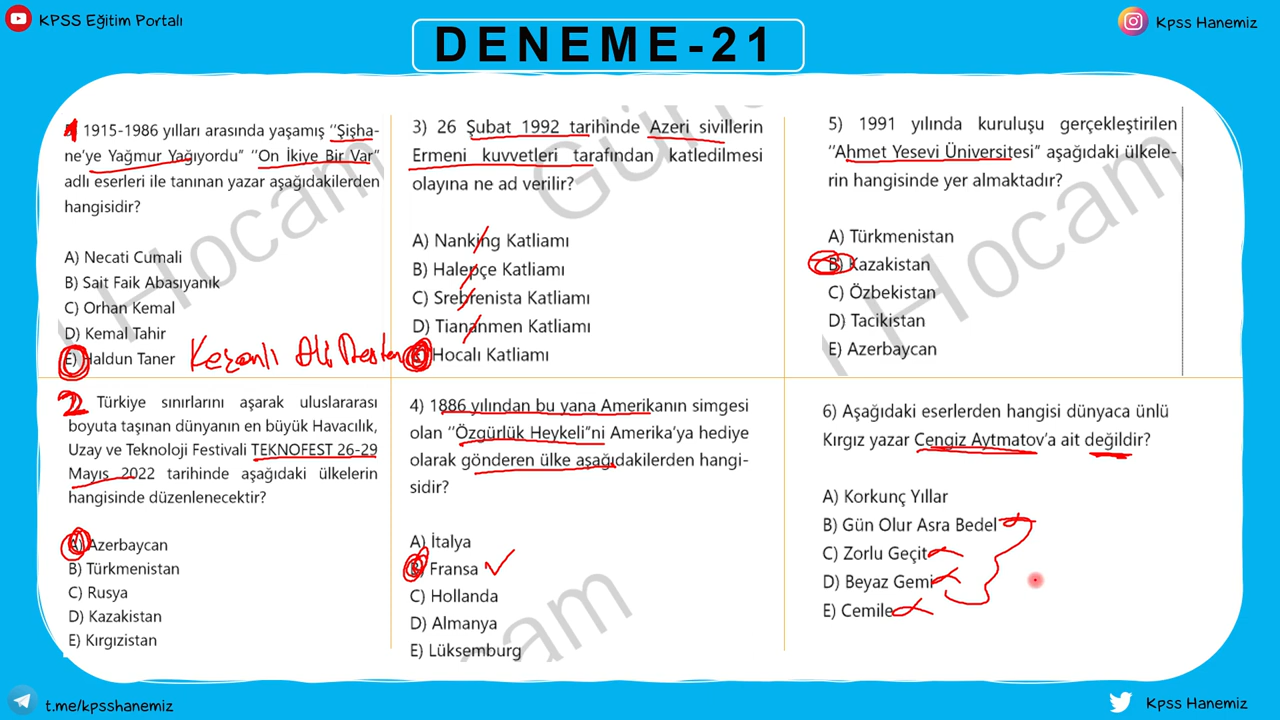 KPSS Eğitim Portalı
DENEME-21
Kpss Hanemiz
1 1915-1986 yılları arasında yaşamış ‘’Şişha-
ne’ye Yağmur Yağıyordu’’ ‘’On İkiye Bir Var’’
adlı eserleri ile tanınan yazar aşağıdakilerden
hangisidir?
A) Necati Cumali
B) Sait Faik Abasıyanık
C) Orhan Kemal
D) Kemal Tahir
E) Haldun Taner Keşanlı Ali Destan
2 Türkiye sınırlarını aşarak uluslararası
boyuta taşınan dünyanın en büyük Havacılık,
Uzay ve Teknoloji Festivali TEKNOFEST 26-29
Mayıs 2022 tarihinde aşağıdaki ülkelerin
hangisinde düzenlenecektir?
A) Azerbaycan
B) Türkmenistan
C) Rusya
D) Kazakistan
E) Kırgızistan
3) 26 Şubat 1992 tarihinde Azeri sivillerin
Ermeni kuvvetleri tarafından katledilmesi
olayına ne ad verilir?
A) Nanking Katliamı
B) Halepçe Katliamı
C) Srebrenista Katliamı
D) Tiananmen Katliamı
E) Hocalı Katliamı
4) 1886 yılından bu yana Amerikanın simgesi
olan ‘’Özgürlük Heykeli’’ni Amerika’ya hediye
olarak gönderen ülke aşağıdakilerden hangi-
sidir?
A) İtalya
B) Fransa
C) Hollanda
D) Almanya
E) Lüksemburg
5) 1991 yılında kuruluşu gerçekleştirilen
‘’Ahmet Yesevi Üniversitesi’’ aşağıdaki ülkele-
rin hangisinde yer almaktadır?
A) Türkmenistan
B) Kazakistan
C) Özbekistan
D) Tacikistan
E) Azerbaycan
6) Aşağıdaki eserlerden hangisi dünyaca ünlü
Kırgız yazar Cengiz Aytmatov’a ait değildir?
A) Korkunç Yıllar
B) Gün Olur Asra Bedel
C) Zorlu Geçit
D) Beyaz Gemi
E) Cemile
Hocam
Hocam
cam
t.me/kpsshanemiz
Kpss Hanemiz